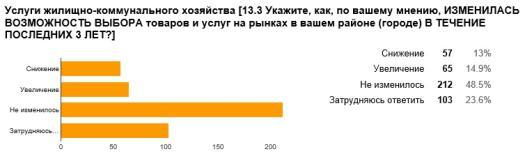 Услуги жилищно-коммунального хозяйства [13.3 Укажите, как, по вашему мнению, ИЗМЕНИЛАСЬ
ВОЗМОЖНОСТЬ ВЫБОРА товаров и услуг на рынках в вашем районе (городе) В ТЕЧЕНИЕ
ПОСЛЕДНИХ 3 ЛЕТ?]
Снижение 57 13%
Увеличение 65 14.9%
Не изменилось 212 48.5%
Затрудняюсь ответить 103 23.6%
Снижение
Увеличение
Не изменилось
Затрудняюсь…
0 50 100 150 200